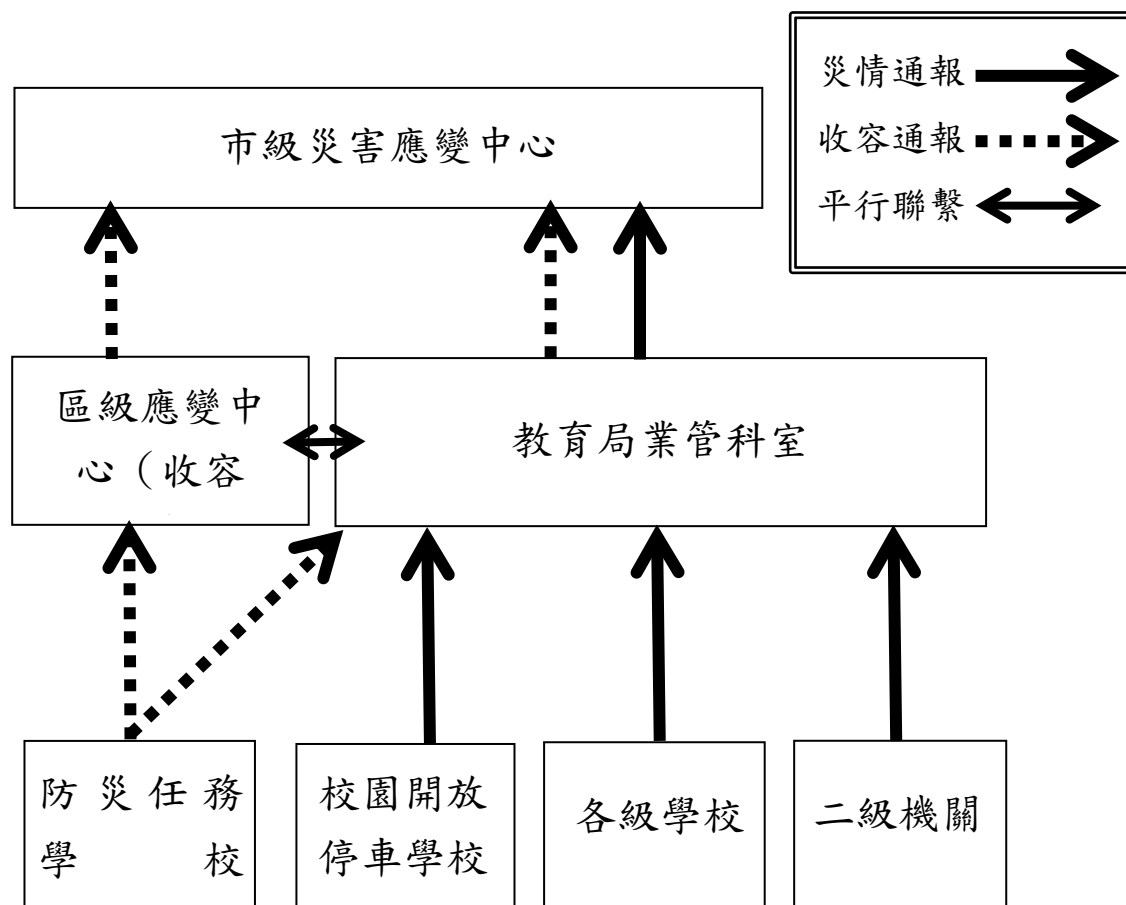 災情通報
收容通報
平行聯繫
市級災害應變中心
區級應變中
心（收容
教育局業管科室
防災任務
學校
校園開放
停車學校
各級學校
二級機關